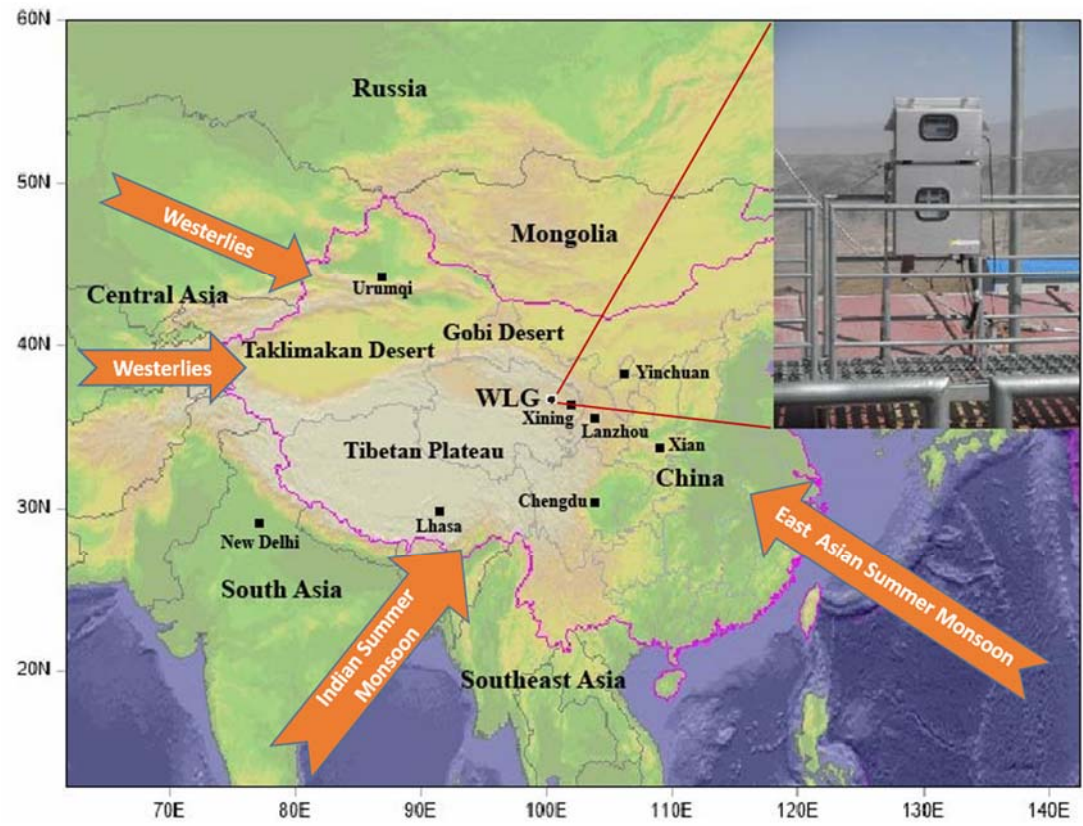 60N
50N
40N
30N
20N
70E
80E
90E
100E
110E
120E
130E
140E
Russia
Mongolia
Westerlies
Central Asia
Urumqi
Gobi Desert
Taklimakan Desert
Westerlies
WLG
Yinchuan
Xining
Lanzhou
Xian
Tibetan Plateau
China
Chengdu
Lhasa
New Delhi
South Asia
East Asian Summer Monsoon
Indian Summer
Monsoon
Southeast Asia